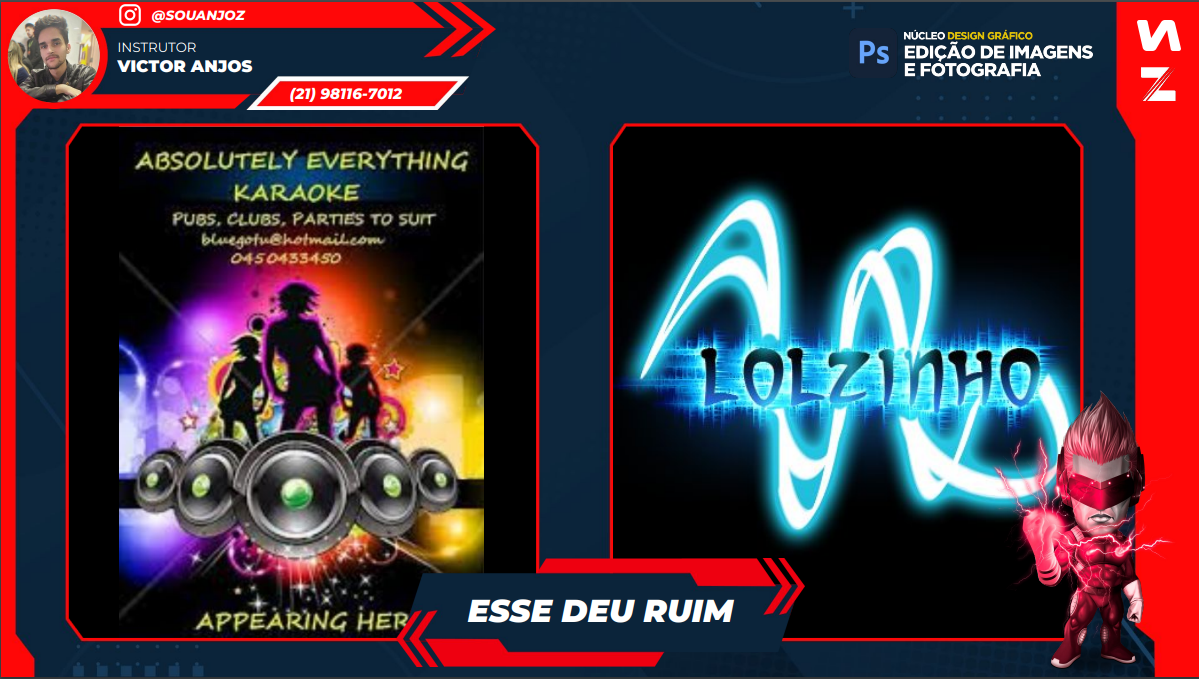 @SOUANJOZ
INSTRUTOR
VICTOR ANJOS
(21) 98116-7012
Ps
NÚCLEO DESIGN GRÁFICO
EDIÇÃO DE IMAGENS
E FOTOGRAFIA
ABSOLUTELY EVERYTHING
KARAOKE
PUBS, CLUBS, PARTIES TO SUIT
bluegotu@hotmail.com
0450433450
APPEARING HER
LOLZINHO
ESSE DEU RUIM